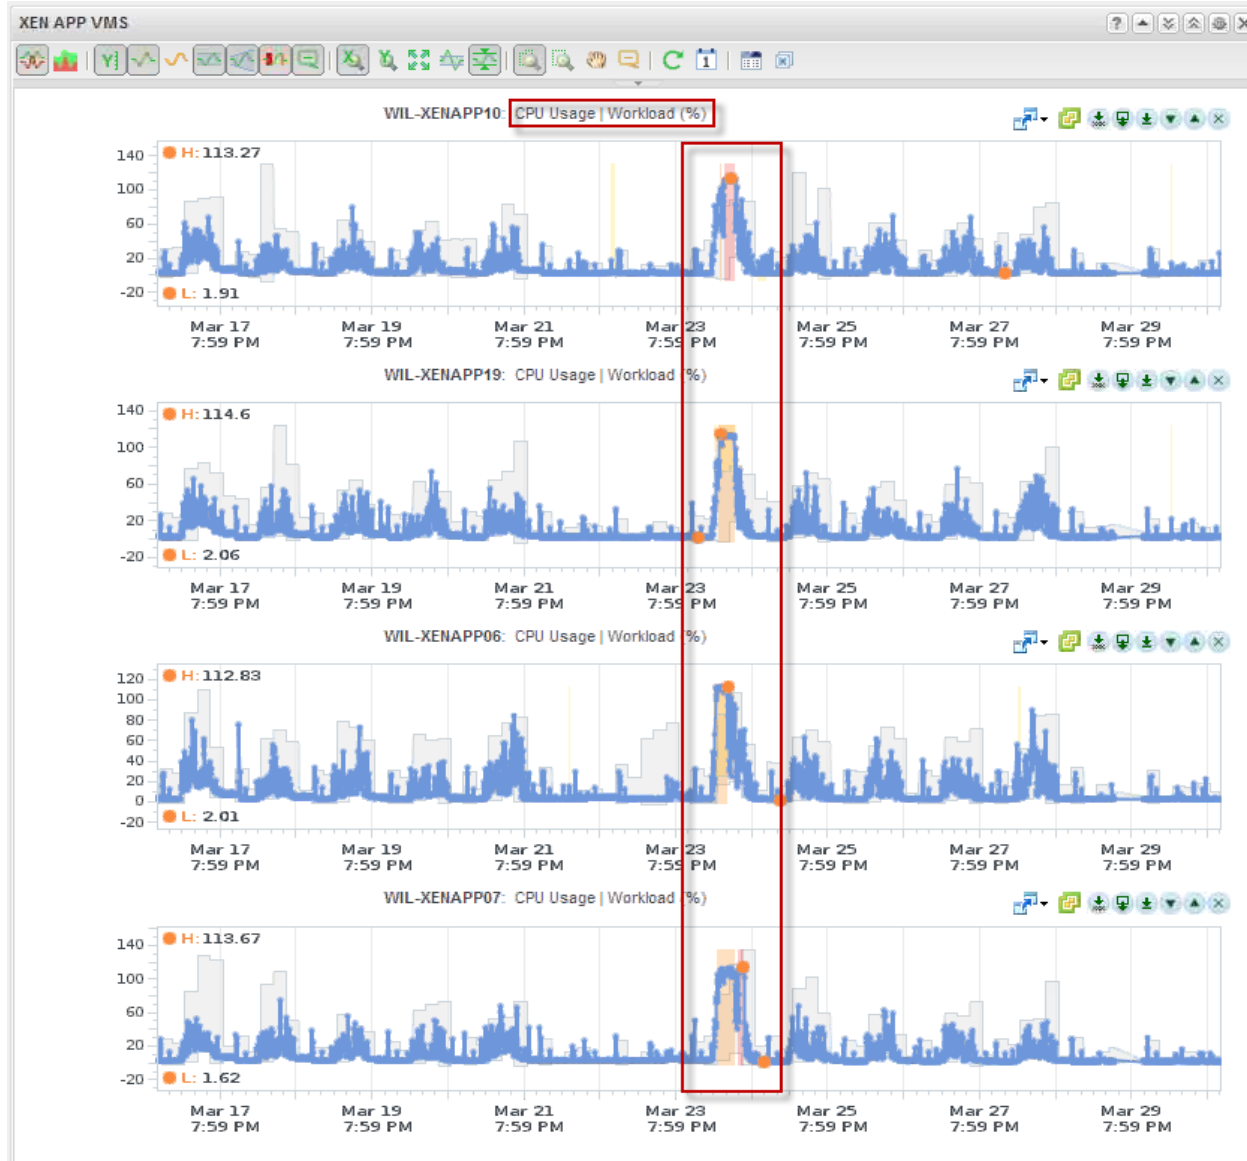 XEN APP VMS
WIL-XENAPP10: CPU Usage | Workload (%)
H: 113.27
140
100
60
20
-20
L: 1.91
Mar 17 Mar 19 Mar 21 Mar 23 Mar 25 Mar 27 Mar 29
7:59 PM 7:59 PM 7:59 PM 7:59 PM 7:59 PM 7:59 PM 7:59 PM
WIL-XENAPP19: CPU Usage | Workload (%)
H: 114.6
140
100
60
20
-20
L: 2.06
Mar 17 Mar 19 Mar 21 Mar 23 Mar 25 Mar 27 Mar 29
7:59 PM 7:59 PM 7:59 PM 7:59 PM 7:59 PM 7:59 PM 7:59 PM
WIL-XENAPP06: CPU Usage | Workload (%)
H: 112.83
120
100
80
60
40
20
0
-20
L: 2.01
Mar 17 Mar 19 Mar 21 Mar 23 Mar 25 Mar 27 Mar 29
7:59 PM 7:59 PM 7:59 PM 7:59 PM 7:59 PM 7:59 PM 7:59 PM
WIL-XENAPP07: CPU Usage | Workload (%)
H: 113.67
140
100
60
20
-20
L: 1.62
Mar 17 Mar 19 Mar 21 Mar 23 Mar 25 Mar 27 Mar 29
7:59 PM 7:59 PM 7:59 PM 7:59 PM 7:59 PM 7:59 PM 7:59 PM